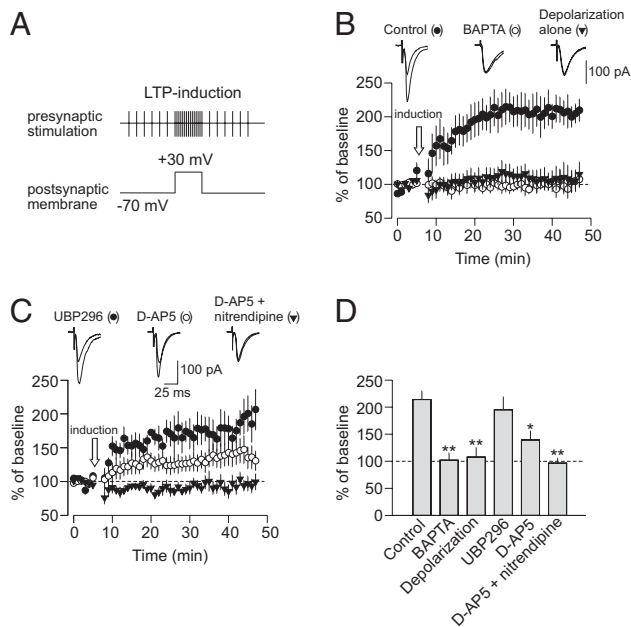 A
LTP-induction
presynaptic
stimulation
+30 mV
postsynaptic
membrane
-70 mV
B
Control (●)
BAPTA (○)
Depolarization
alone (▼)
100 pA
250
200
150
100
50
% of baseline
induction
0
10
20
30
40
50
Time (min)
C
UBP296 (●)
D-AP5 (○)
D-AP5 +
nitrendipine (▼)
100 pA
25 ms
250
200
150
100
50
% of baseline
induction
0
10
20
30
40
50
Time (min)
D
250
200
150
100
50
0
% of baseline
**
**
*
**
Control
BAPTA
Depolarization
UBP296
D-AP5
D-AP5 + nitrendipine